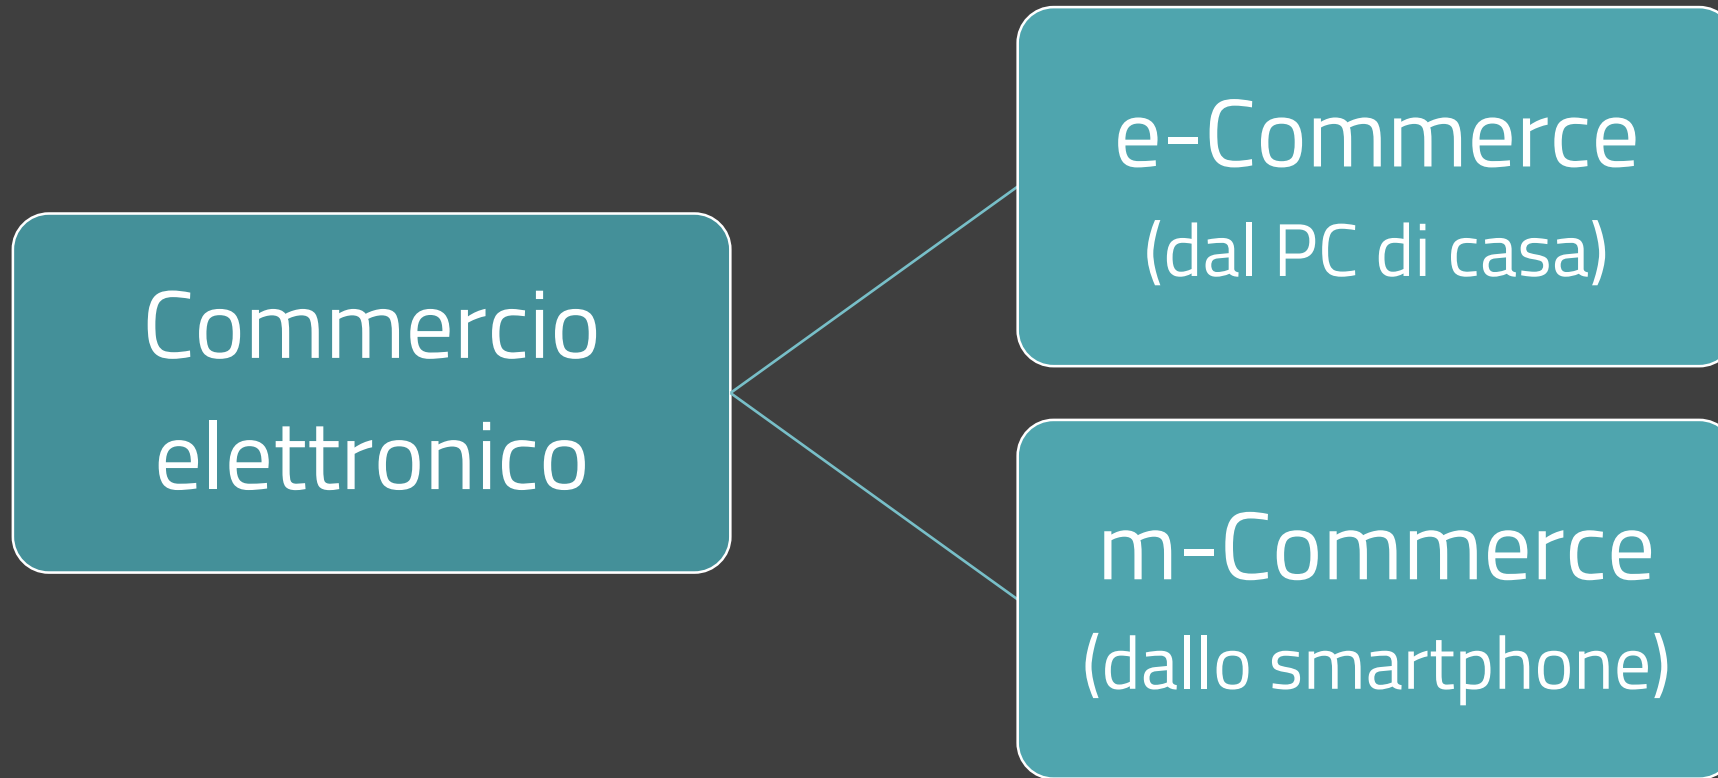 Commercio
elettronico
e-Commerce
(dal PC di casa)
m-Commerce
(dallo smartphone)